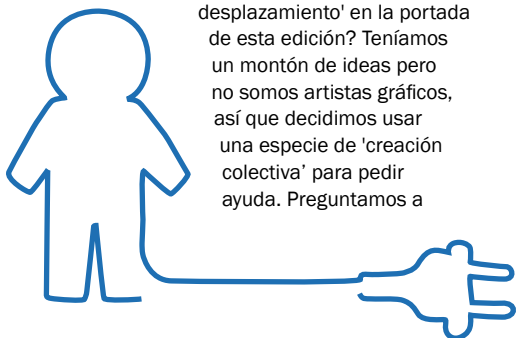 desplazamiento' en la portada
de esta edición? Teníamos
un montón de ideas pero
no somos artistas gráficos,
así que decidimos usar
una especie de 'creación
colectiva’ para pedir
ayuda. Preguntamos a